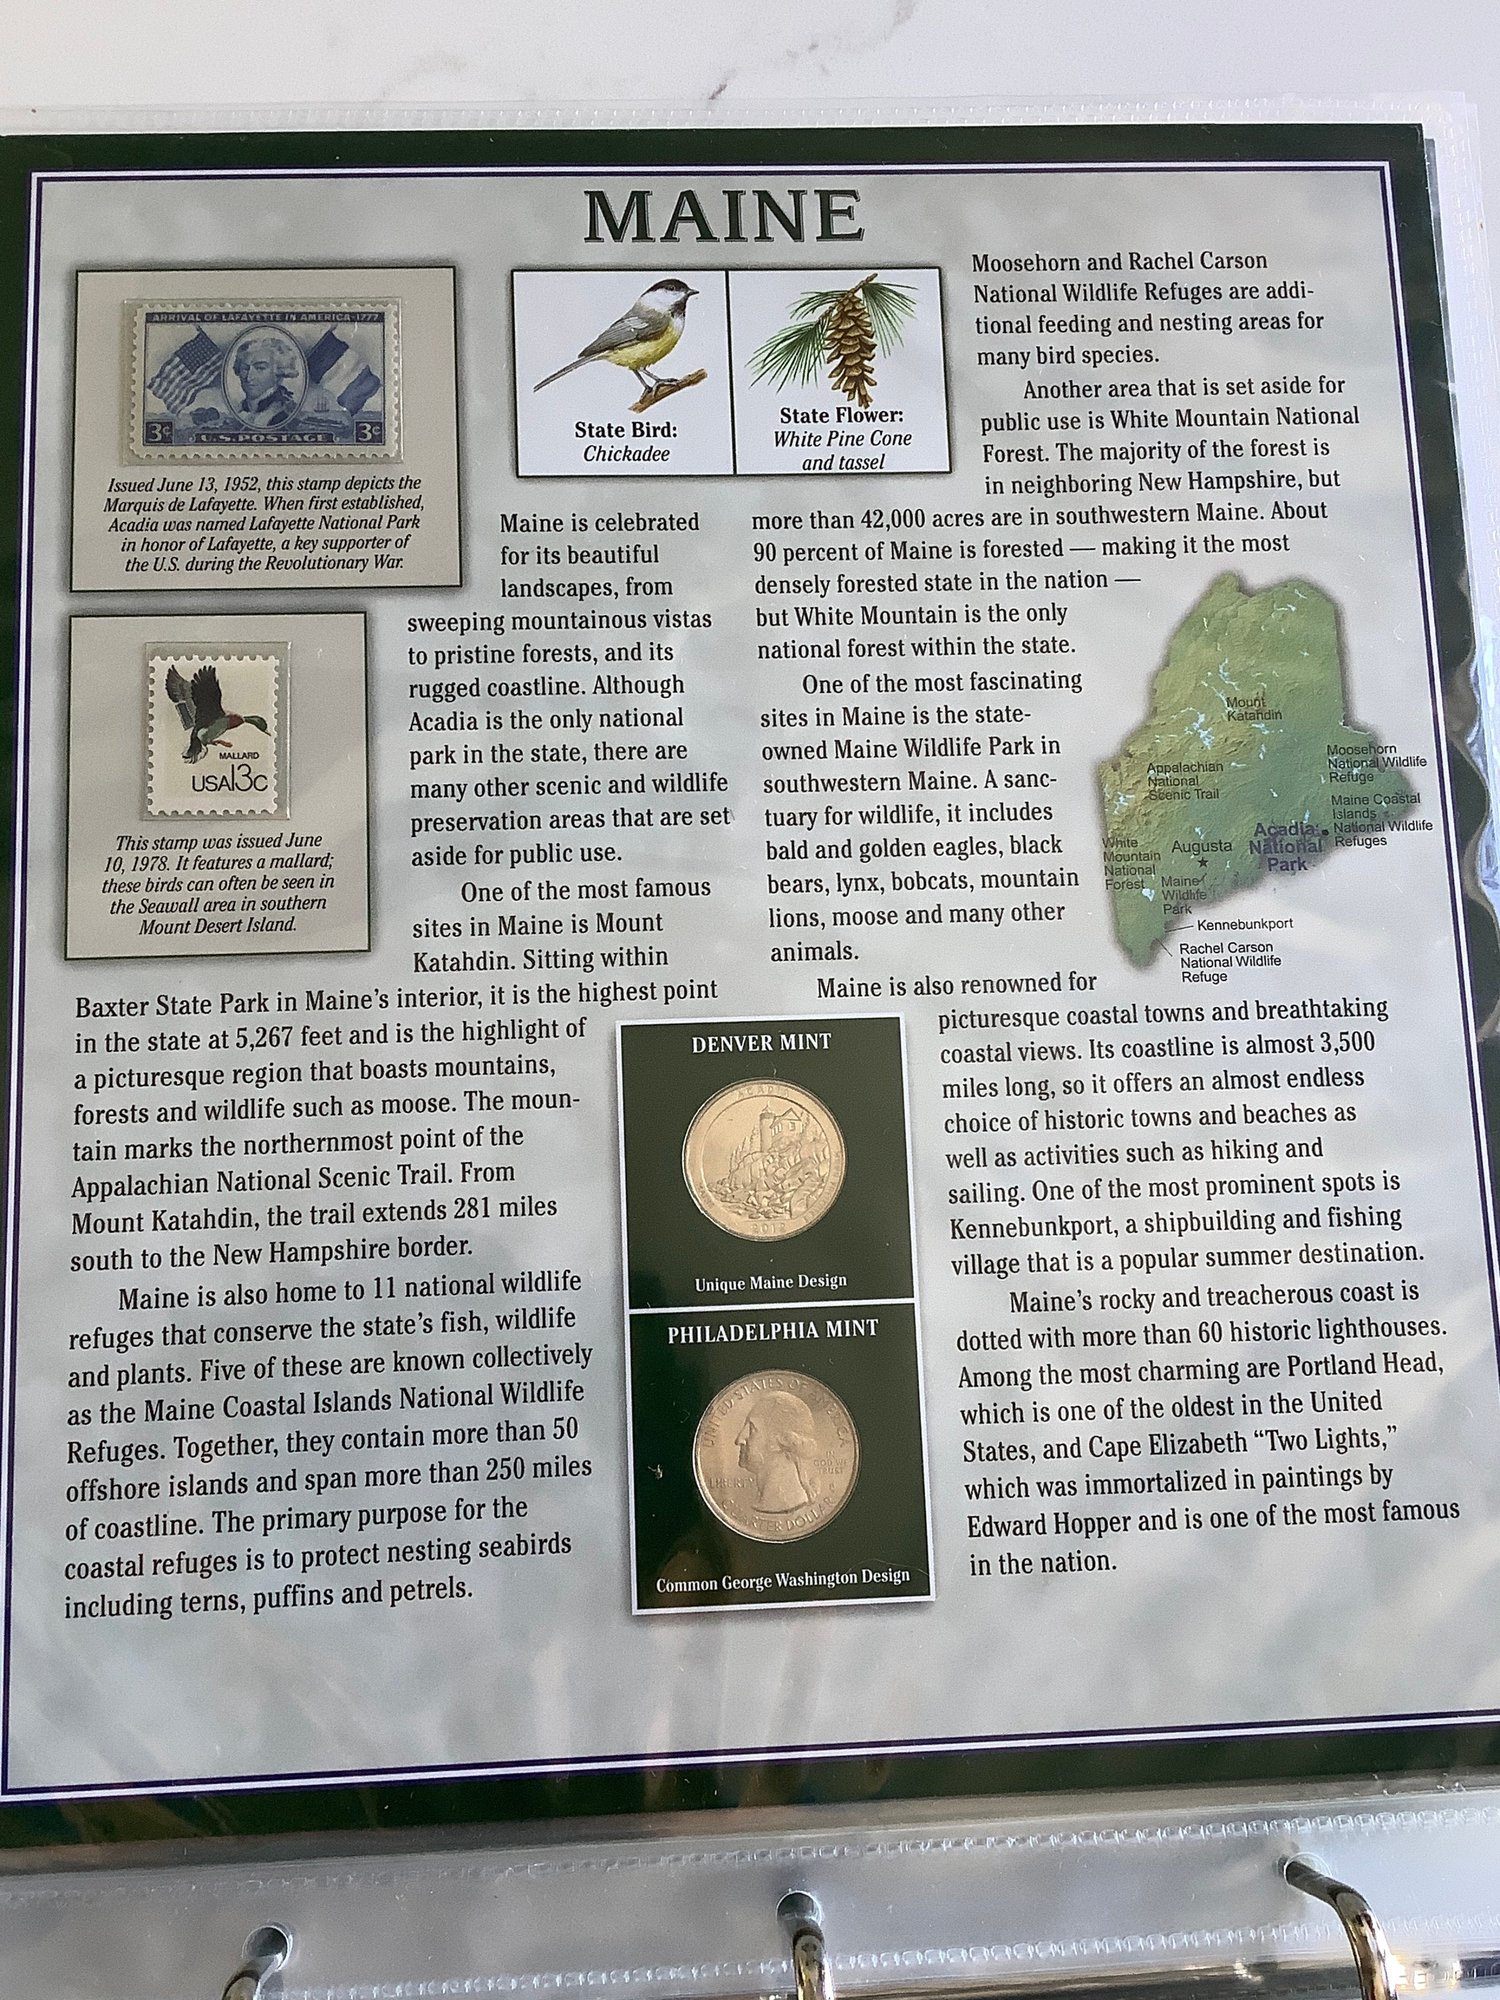 MAINE
ARRIVAL OF LAFAYETTE IN AMERICA-1777
3c
U.S. POSTAGE
3c
Issued June 13, 1952, this stamp depicts the
Marquis de Lafayette. When first established,
Acadia was named Lafayette National Park
in honor of Lafayette, a key supporter of
the U.S. during the Revolutionary War.
MALLARD
USA13c
This stamp was issued June
10, 1978. It features a mallard;
these birds can often be seen in
the Seawall area in southern
Mount Desert Island.
State Bird:
Chickadee
State Flower:
White Pine Cone
and tassel
Maine is celebrated
for its beautiful
landscapes, from
sweeping mountainous vistas
to pristine forests, and its
rugged coastline. Although
Acadia is the only national
park in the state, there are
many other scenic and wildlife
preservation areas that are set
aside for public use.
One of the most famous
sites in Maine is Mount
Katahdin. Sitting within
Baxter State Park in Maine's interior, it is the highest point
in the state at 5,267 feet and is the highlight of
a picturesque region that boasts mountains,
forests and wildlife such as moose. The moun-
tain marks the northernmost point of the
Appalachian National Scenic Trail. From
Mount Katahdin, the trail extends 281 miles
south to the New Hampshire border.
Maine is also home to 11 national wildlife
refuges that conserve the state's fish, wildlife
and plants. Five of these are known collectively
as the Maine Coastal Islands National Wildlife
Refuges. Together, they contain more than 50
offshore islands and span more than 250 miles
of coastline. The primary purpose for the
coastal refuges is to protect nesting seabirds
including terns, puffins and petrels.
Moosehorn and Rachel Carson
National Wildlife Refuges are addi-
tional feeding and nesting areas for
many bird species.
Another area that is set aside for
public use is White Mountain National
Forest. The majority of the forest is
in neighboring New Hampshire, but
more than 42,000 acres are in southwestern Maine. About
90 percent of Maine is forested — making it the most
densely forested state in the nation —
but White Mountain is the only
national forest within the state.
One of the most fascinating
sites in Maine is the state-
owned Maine Wildlife Park in
southwestern Maine. A sanc-
tuary for wildlife, it includes
bald and golden eagles, black
bears, lynx, bobcats, mountain
lions, moose and many other
animals.
Maine is also renowned for
picturesque coastal towns and breathtaking
coastal views. Its coastline is almost 3,500
miles long, so it offers an almost endless
choice of historic towns and beaches as
well as activities such as hiking and
sailing. One of the most prominent spots is
Kennebunkport, a shipbuilding and fishing
village that is a popular summer destination.
Maine's rocky and treacherous coast is
dotted with more than 60 historic lighthouses.
Among the most charming are Portland Head,
which is one of the oldest in the United
States, and Cape Elizabeth "Two Lights,"
which was immortalized in paintings by
Edward Hopper and is one of the most famous
in the nation.
Mount
Katahdin
Appalachian
National
Scenic Trail
Moosehorn
National Wildlife
Refuge
Maine Coastal
Islands
National Wildlife
Refuges
Acadia
National
Park
Augusta
White
Mountain
National
Forest
Maine
Wildlife
Park
Kennebunkport
Rachel Carson
National Wildlife
Refuge
DENVER MINT
ACADIA
2012
Unique Maine Design
PHILADELPHIA MINT
UNITED STATES OF AMERICA
LIBERTY
GOD WE
TRUST
QUARTER DOLLAR
Common George Washington Design